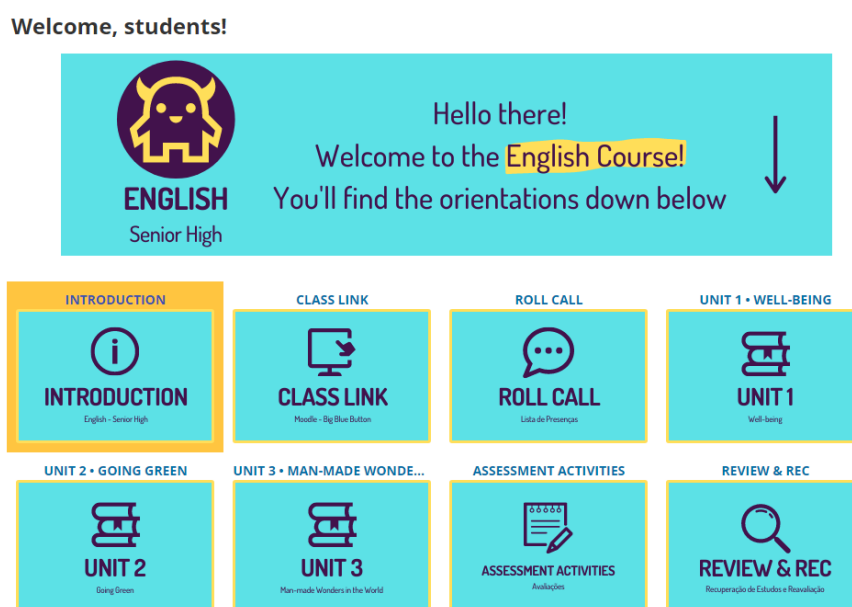 Welcome, students!
Hello there!
Welcome to the English Course!
You'll find the orientations down below
ENGLISH
Senior High
INTRODUCTION
INTRODUCTION
English - Senior High
CLASS LINK
CLASS LINK
Moodle - Big Blue Button
ROLL CALL
ROLL CALL
Lista de Presenças
UNIT 1 • WELL-BEING
UNIT 1
Well-being
UNIT 2 • GOING GREEN
UNIT 2
Going Green
UNIT 3 • MAN-MADE WONDE...
UNIT 3
Man-made Wonders in the World
ASSESSMENT ACTIVITIES
ASSESSMENT ACTIVITIES
Avaliações
REVIEW & REC
REVIEW & REC
Recuperação de Estudos e Reavaliação